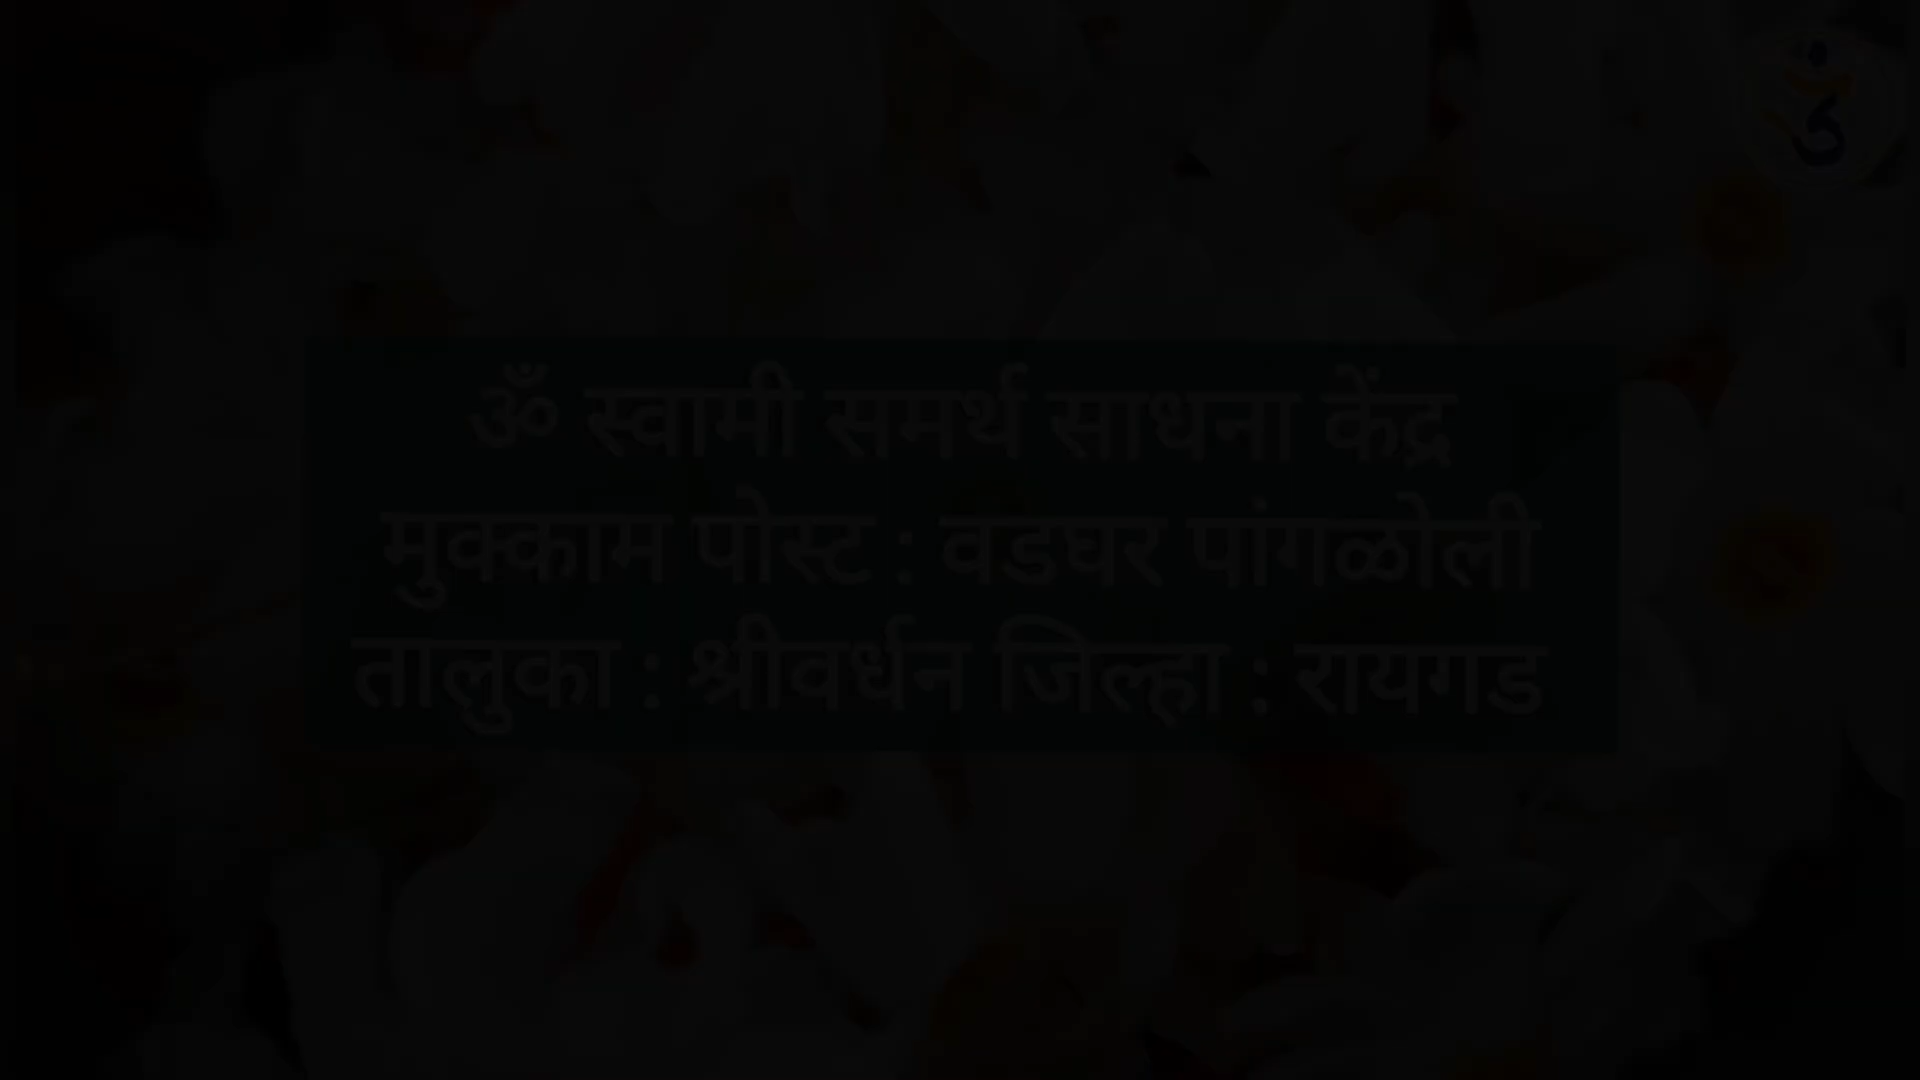 ॐ स्वामी समर्थ साधना केंद्र
मुक्काम पोस्ट : वडघर पांगळोली
तालुका : श्रीवर्धन जिल्हा : रायगड